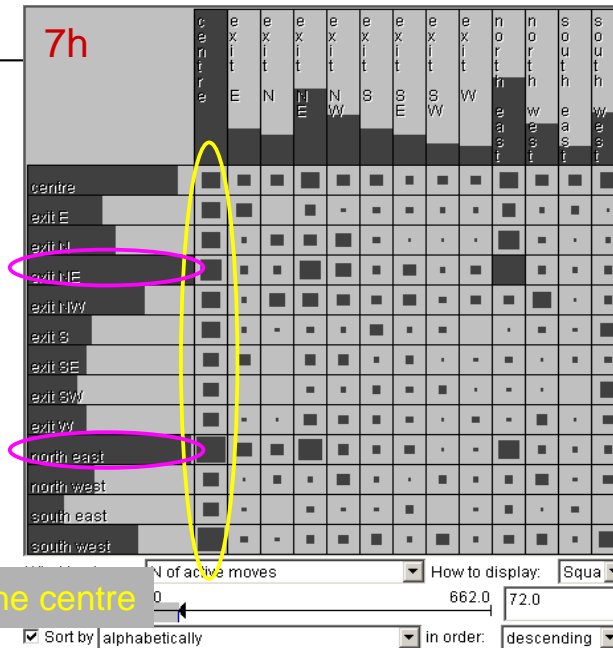 7h
centre
exit E
exit N
exit NE
exit NW
exit S
exit SE
exit SW
exit W
north east
north west
south east
south
centre
exit E
exit N
exit NE
exit NW
exit S
exit SE
exit SW
exit W
north east
north west
south east
south west
N of active moves
How to display:
Squa
centre
662.0
72.0
Sort by
alphabetically
in order:
descending